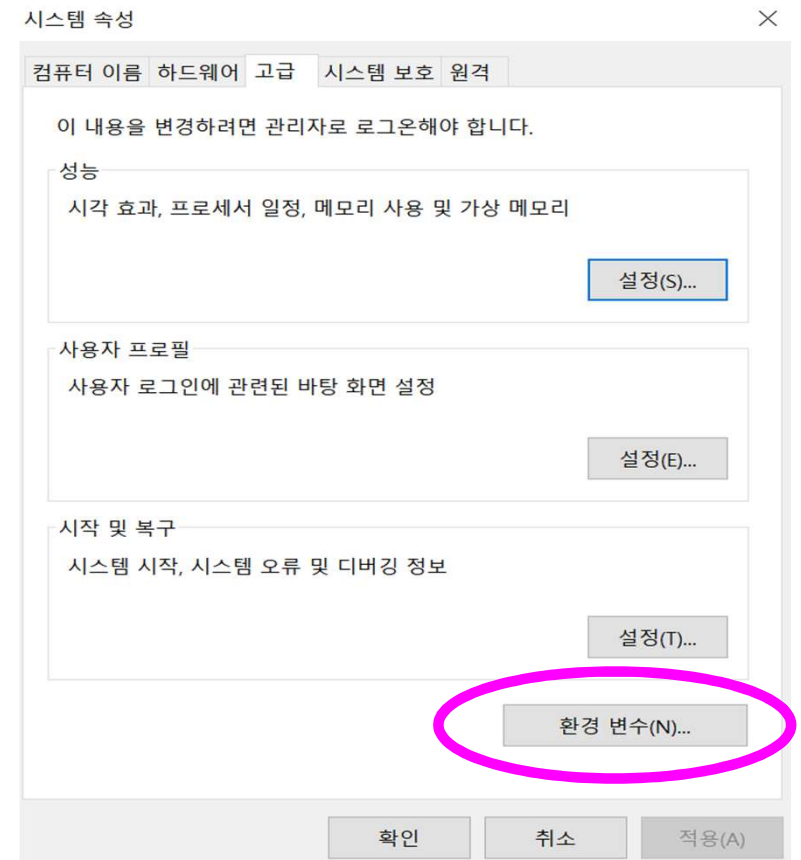 시스템 속성
컴퓨터 이름 하드웨어 고급 시스템 보호 원격
이 내용을 변경하려면 관리자로 로그온해야 합니다.
성능
시각 효과, 프로세서 일정, 메모리 사용 및 가상 메모리
설정(S)...
사용자 프로필
사용자 로그인에 관련된 바탕 화면 설정
설정(E)...
시작 및 복구
시스템 시작, 시스템 오류 및 디버깅 정보
설정(T)...
환경 변수(N)...
확인 취소 적용(A)